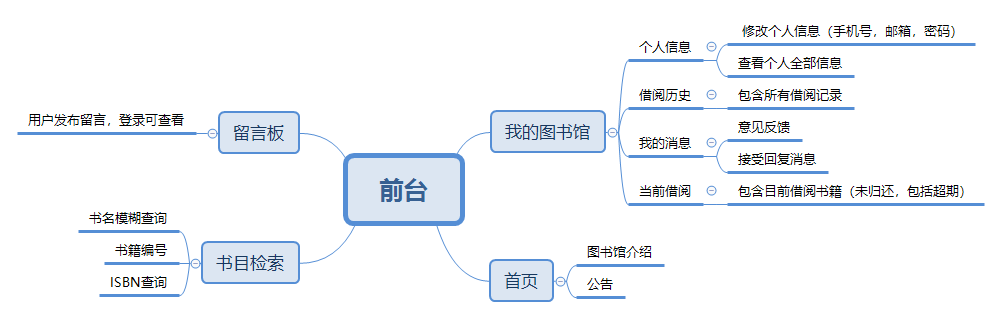 前台
我的图书馆
个人信息
修改个人信息（手机号，邮箱，密码）
查看个人全部信息
借阅历史
包含所有借阅记录
我的消息
意见反馈
接受回复消息
当前借阅
包含目前借阅书籍（未归还，包括超期）
首页
图书馆介绍
公告
留言板
用户发布留言，登录可查看
书目检索
书名模糊查询
书籍编号
ISBN查询